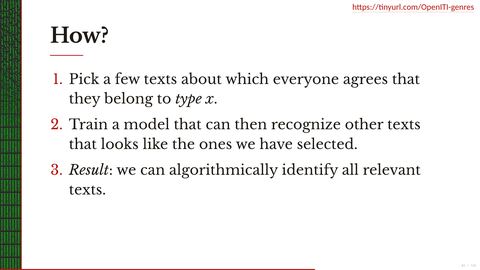 https://tinyurl.com/OpenITI-genres
How?
1. Pick a few texts about which everyone agrees that
they belong to type x.
2. Train a model that can then recognize other texts
that looks like the ones we have selected.
3. Result: we can algorithmically identify all relevant
texts.